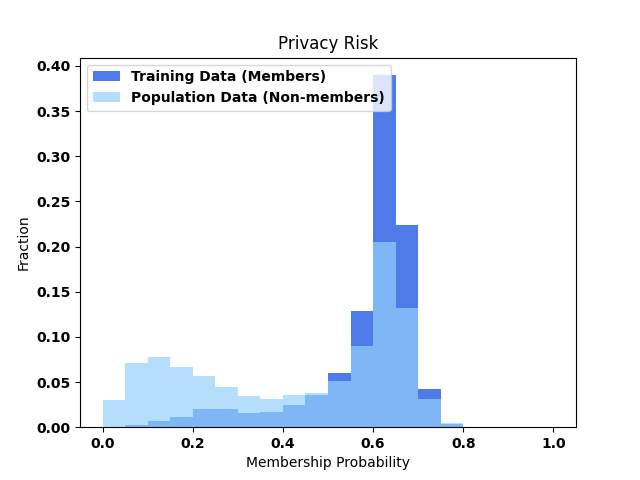 Privacy Risk
Training Data (Members)
Population Data (Non-members)
0.40
0.35
0.30
0.25
0.20
0.15
0.10
0.05
0.00
Fraction
0.0 0.2 0.4 0.6 0.8 1.0
Membership Probability